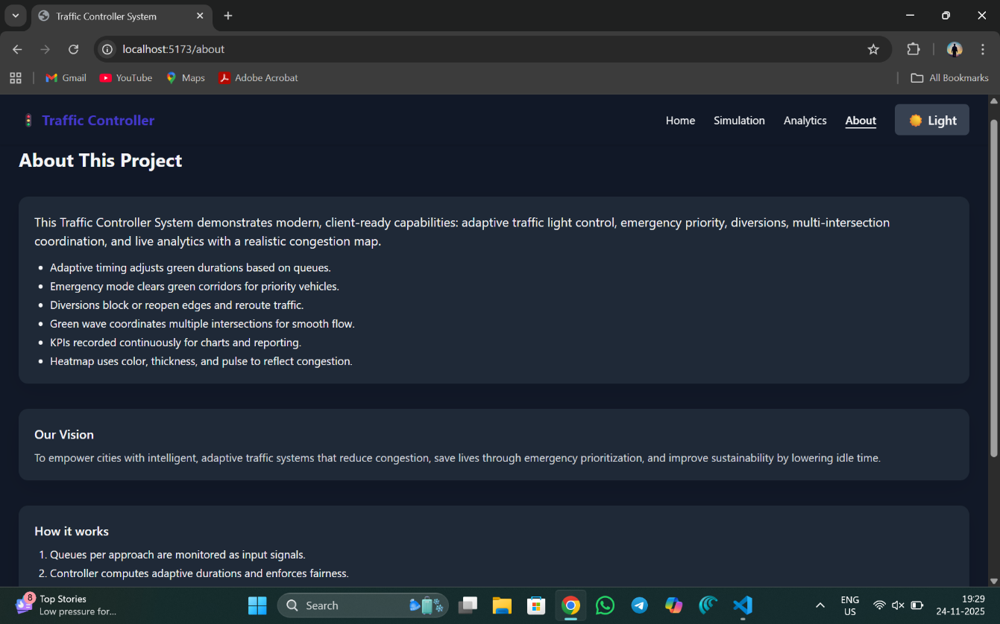 Traffic Controller System
localhost:5173/about
Gmail
YouTube
Maps
Adobe Acrobat
All Bookmarks
Traffic Controller
Home
Simulation
Analytics
About
Light
About This Project
This Traffic Controller System demonstrates modern, client-ready capabilities: adaptive traffic light control, emergency priority, diversions, multi-intersection
coordination, and live analytics with a realistic congestion map.
• Adaptive timing adjusts green durations based on queues.
• Emergency mode clears green corridors for priority vehicles.
• Diversions block or reopen edges and reroute traffic.
• Green wave coordinates multiple intersections for smooth flow.
• KPIs recorded continuously for charts and reporting.
• Heatmap uses color, thickness, and pulse to reflect congestion.
Our Vision
To empower cities with intelligent, adaptive traffic systems that reduce congestion, save lives through emergency prioritization, and improve sustainability by lowering idle time.
How it works
1. Queues per approach are monitored as input signals.
2. Controller computes adaptive durations and enforces fairness.
8
Top Stories
Low pressure for...
Search
ENG
US
19:29
24-11-2025